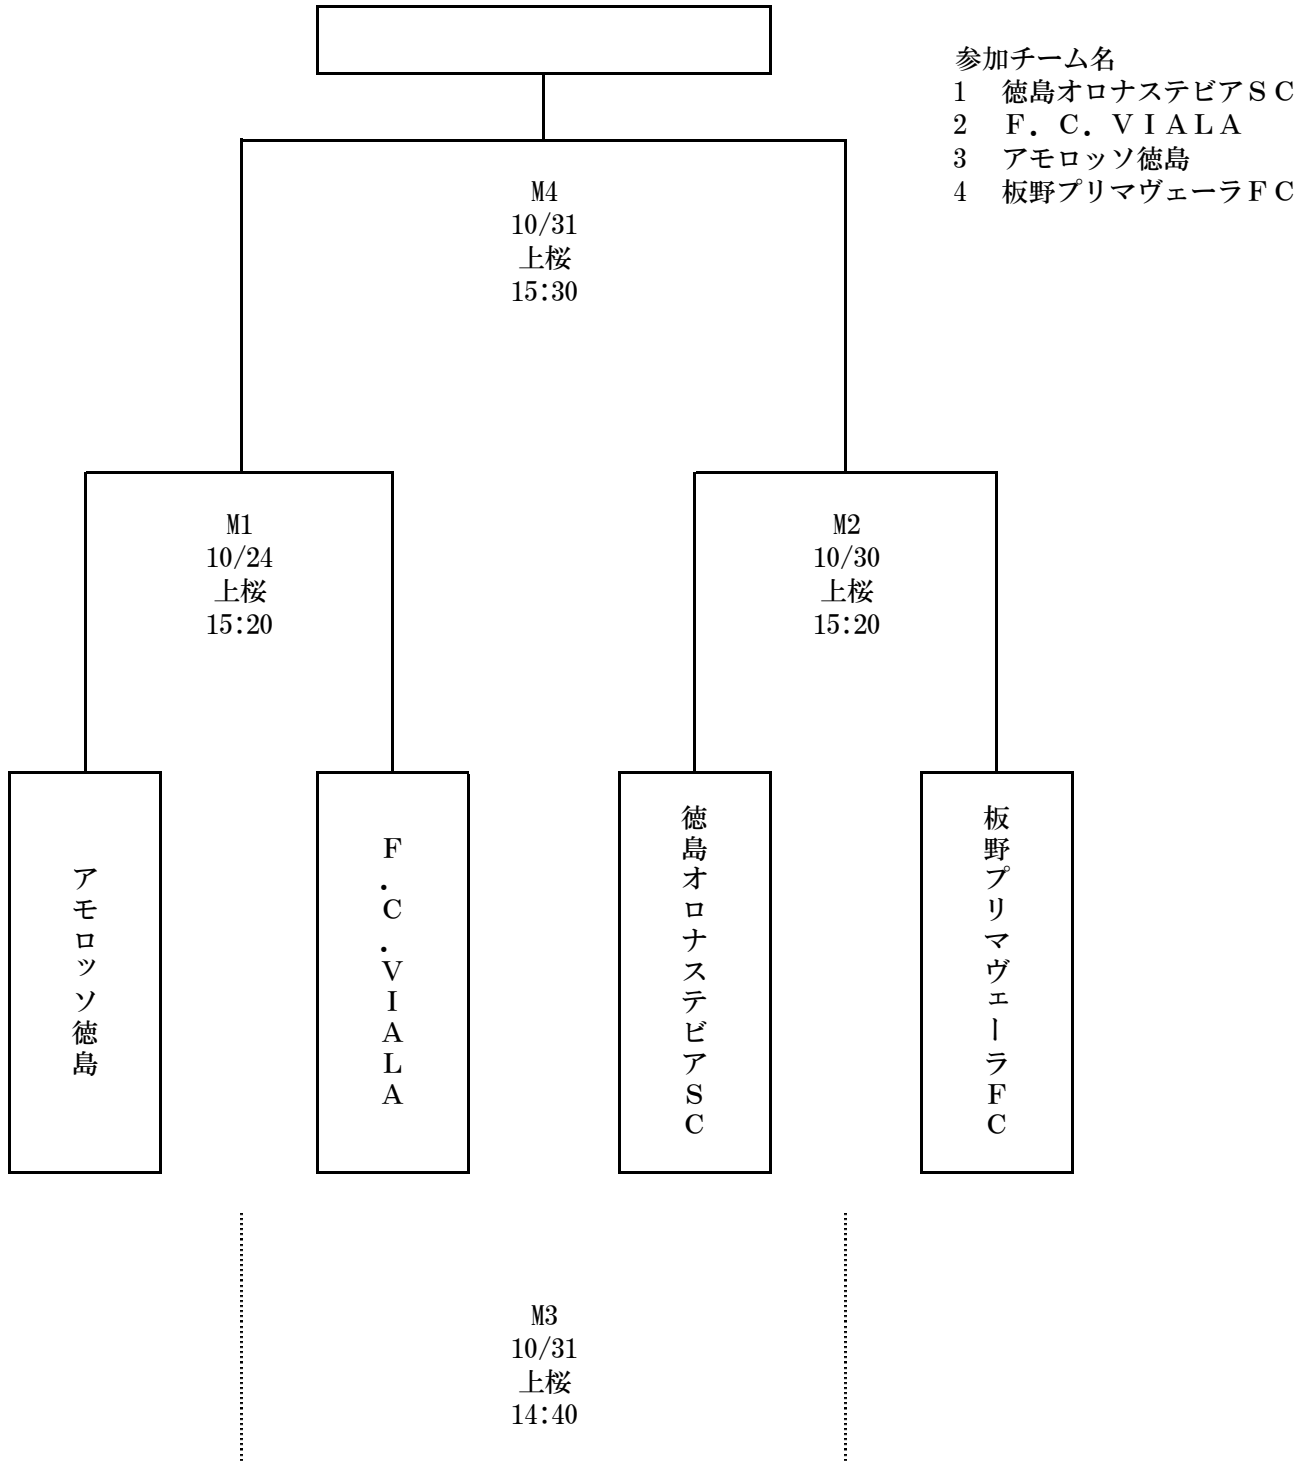 参加チーム名
1 徳島オロナステビアＳＣ
2 Ｆ．Ｃ．ＶＩＡＬＡ
3 アモロッソ徳島
4 板野プリマヴェーラＦＣ
M4
10/31
上桜
15:30
M1
10/24
上桜
15:20
M2
10/30
上桜
15:20
アモロッソ徳島
Ｆ．Ｃ．ＶＩＡＬＡ
徳島オロナステビアＳＣ
板野プリマヴェーラＦＣ
M3
10/31
上桜
14:40